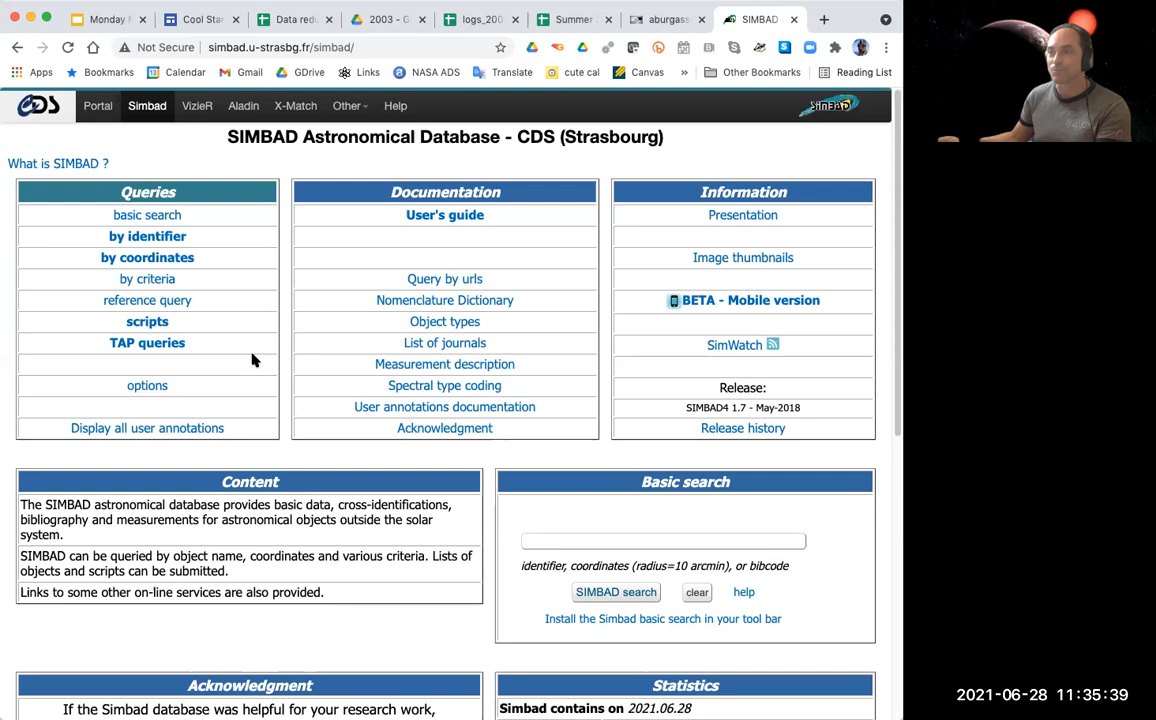 Monday M
Cool Star
Data redu
2003 - G
logs_200
Summer
aburgass
SIMBAD
Not Secure
simbad.u-strasbg.fr/simbad/
Apps
Bookmarks
Calendar
Gmail
GDrive
Links
NASA ADS
Translate
cute cal
Canvas
»
Other Bookmarks
Reading List
CDS
Portal
Simbad
VizieR
Aladin
X-Match
Other
Help
SIMBAD
SIMBAD Astronomical Database - CDS (Strasbourg)
What is SIMBAD ?
Queries
basic search
by identifier
by coordinates
by criteria
reference query
scripts
TAP queries
options
Display all user annotations
Documentation
User's guide
Query by urls
Nomenclature Dictionary
Object types
List of journals
Measurement description
Spectral type coding
User annotations documentation
Acknowledgment
Information
Presentation
Image thumbnails
BETA - Mobile version
SimWatch
Release:
SIMBAD4 1.7 - May-2018
Release history
Content
The SIMBAD astronomical database provides basic data, cross-identifications,
bibliography and measurements for astronomical objects outside the solar
system.
SIMBAD can be queried by object name, coordinates and various criteria. Lists of
objects and scripts can be submitted.
Links to some other on-line services are also provided.
Basic search
identifier, coordinates (radius=10 arcmin), or bibcode
SIMBAD search
clear
help
Install the Simbad basic search in your tool bar
Acknowledgment
If the Simbad database was helpful for your research work,
Statistics
Simbad contains on 2021.06.28
2021-06-28 11:35:39